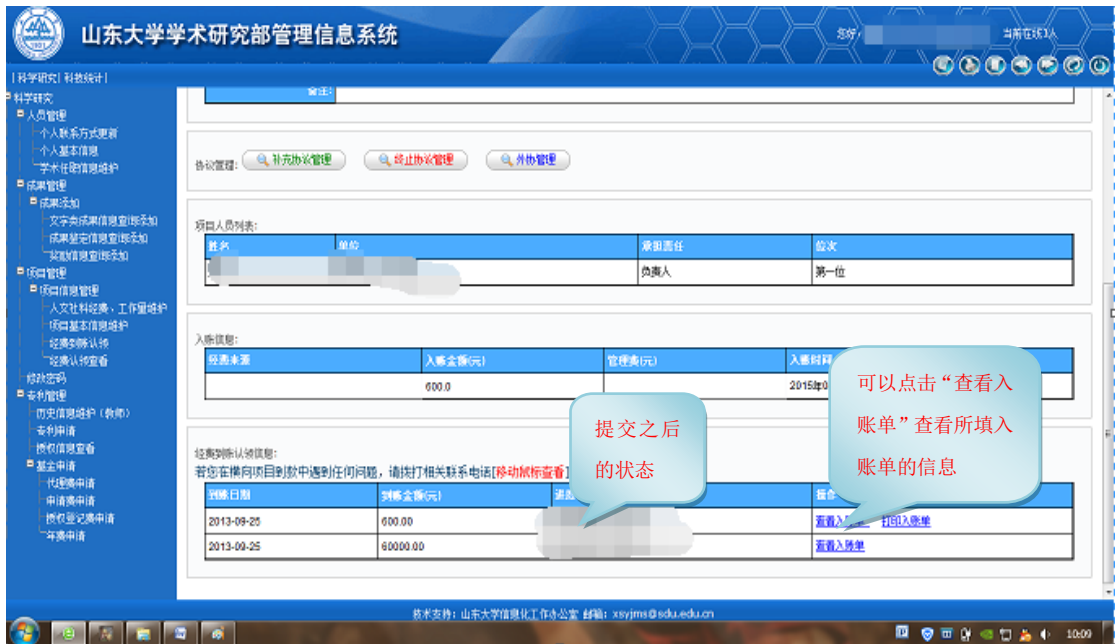 山东大学学术研究部管理信息系统
您好,
当前在线1人
|科学研究|科技统计|
科学研究
人员管理
个人联系方式更新
个人基本信息
学术任职信息维护
成果管理
成果添加
文字类成果信息查询添加
成果鉴定信息查询添加
奖励信息查询添加
项目管理
项目信息管理
人文社科经费、工作量维护
项目基本信息维护
经费到账认领
经费认领查看
修改密码
专利管理
历史信息维护(教师)
专利申请
授权信息查看
基金申请
代理费申请
申请费申请
授权登记费申请
年费申请
备注:
协议管理: 补充协议管理 终止协议管理 外协管理
项目人员列表:
姓名 单位 承担责任 位次
负责人 第一位
入账信息:
经费来源 入账金额(元) 管理费(元) 入账时间
600.0 2015年0
可以点击“查看入
账单”查看所填入
账单的信息
提交之后
的状态
经费到账认领信息:
若您在横向项目到款中遇到任何问题,请拨打相关联系电话[移动鼠标查看]
到账日期 到账金额(元) 进度 操作
2013-09-25 600.00 查看入账单 打印入账单
2013-09-25 60000.00 查看入账单
技术支持:山东大学信息化工作办公室 邮箱:xsyjms@sdu.edu.cn
10:09